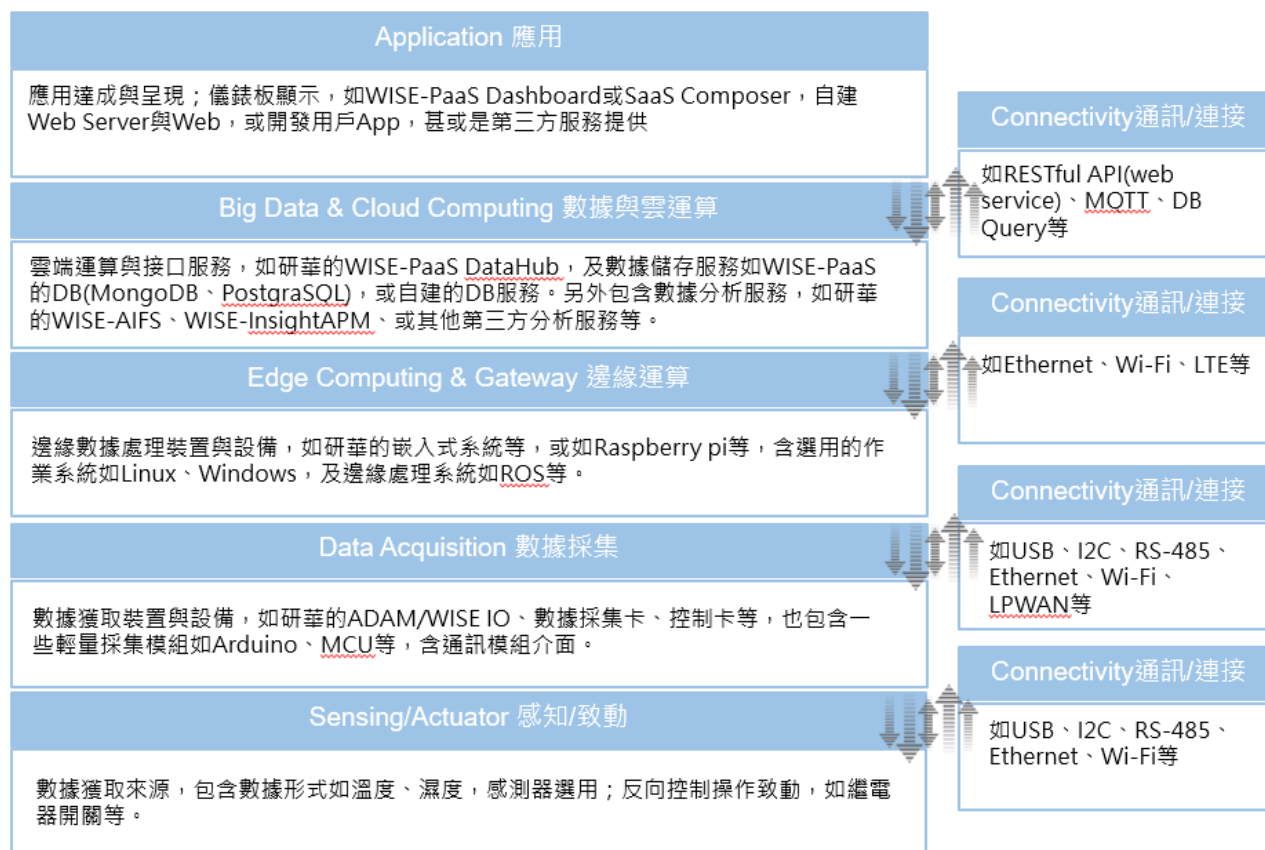 Application 應用
應用達成與呈現；儀錶板顯示，如WISE-PaaS Dashboard或SaaS Composer，自建
Web Server與Web，或開發用戶App，甚或是第三方服務提供
Connectivity通訊/連接
如RESTful API(web
service)、MQTT、DB
Query等
Big Data & Cloud Computing 數據與雲運算
雲端運算與接口服務，如研華的WISE-PaaS DataHub，及數據儲存服務如WISE-PaaS
的DB(MongoDB、PostgraSQL)，或自建的DB服務。另外包含數據分析服務，如研華
的WISE-AIFS、WISE-InsightAPM、或其他第三方分析服務等。
Connectivity通訊/連接
如Ethernet、Wi-Fi、LTE等
Edge Computing & Gateway 邊緣運算
邊緣數據處理裝置與設備，如研華的嵌入式系統等，或如Raspberry pi等，含選用的作
業系統如Linux、Windows，及邊緣處理系統如ROS等。
Connectivity通訊/連接
如USB、I2C、RS-485、
Ethernet、Wi-Fi、
LPWAN等
Data Acquisition 數據採集
數據獲取裝置與設備，如研華的ADAM/WISE IO、數據採集卡、控制卡等，也包含一
些輕量採集模組如Arduino、MCU等，含通訊模組介面。
Connectivity通訊/連接
如USB、I2C、RS-485、
Ethernet、Wi-Fi等
Sensing/Actuator 感知/致動
數據獲取來源，包含數據形式如溫度、濕度，感測器選用；反向控制操作致動，如繼電
器開關等。